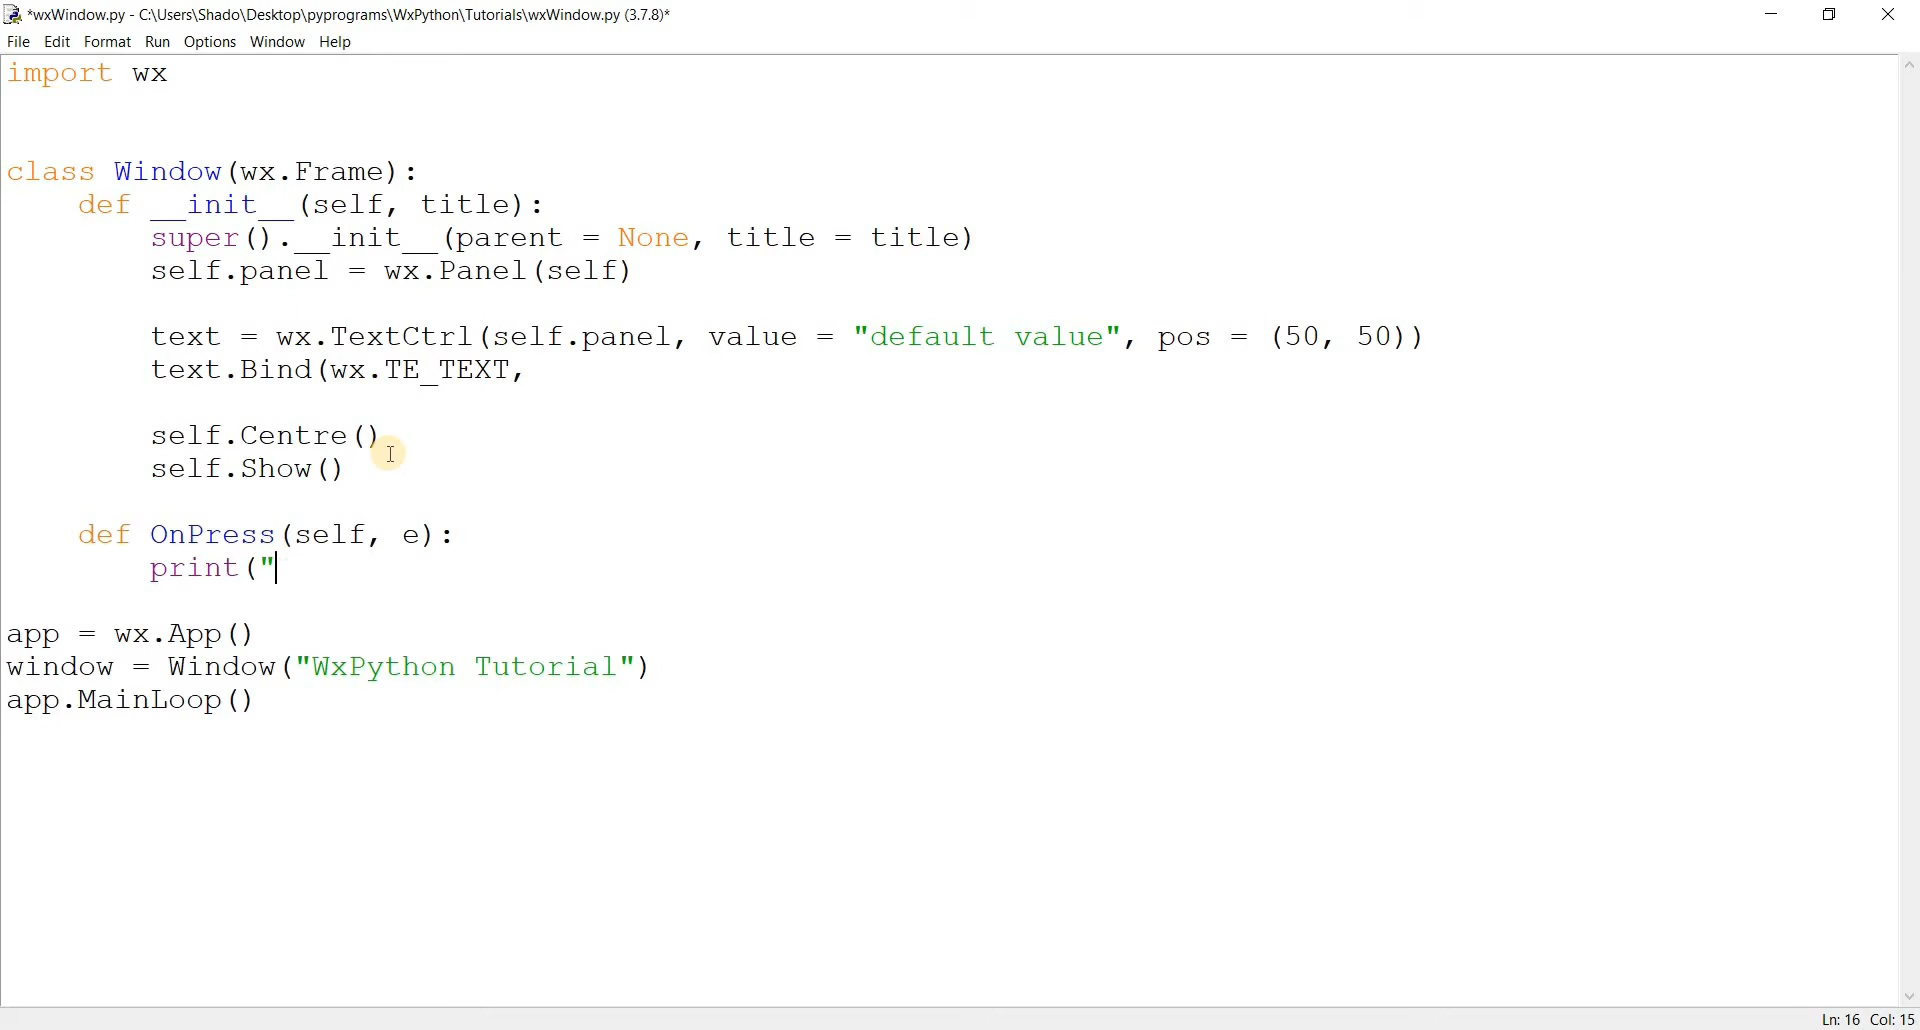 *wxWindow.py - C:\Users\Shado\Desktop\pyprograms\WxPython\Tutorials\wxWindow.py (3.7.8)*
File Edit Format Run Options Window Help
import wx
class Window(wx.Frame):
    def __init__(self, title):
        super().__init__(parent = None, title = title)
        self.panel = wx.Panel(self)
        text = wx.TextCtrl(self.panel, value = "default value", pos = (50, 50))
        text.Bind(wx.TE_TEXT,
        self.Centre()
        self.Show()
    def OnPress(self, e):
        print("
app = wx.App()
window = Window("WxPython Tutorial")
app.MainLoop()
Ln: 16 Col: 15